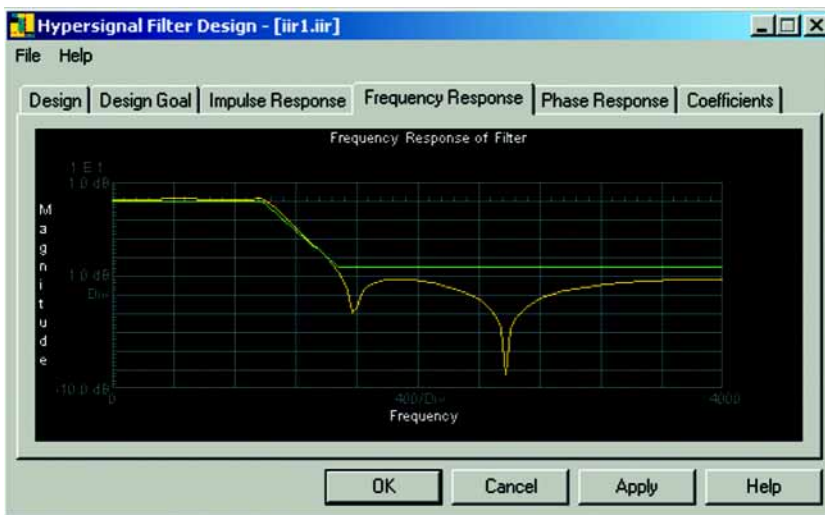 Hypersignal Filter Design - [iir1.iir]
File Help
Design Design Goal Impulse Response Frequency Response Phase Response Coefficients
Frequency Response of Filter
1 E 1
1.0 dB
Magnitude
1.0 dB
Div
-10.0 dB
0 400/Div 4000
Frequency
OK Cancel Apply Help